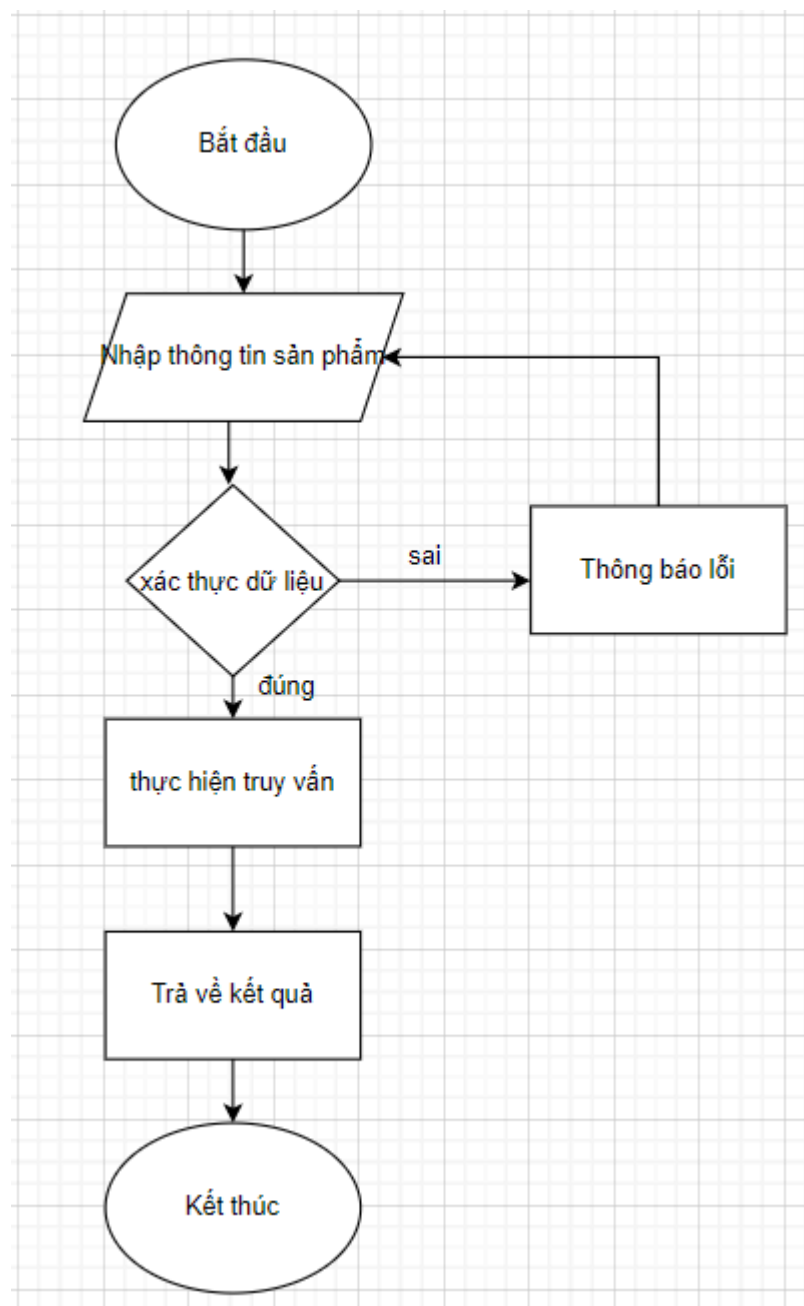 Bắt đầu
Nhập thông tin sản phẩm
xác thực dữ liệu
sai
Thông báo lỗi
đúng
thực hiện truy vấn
Trả về kết quả
Kết thúc